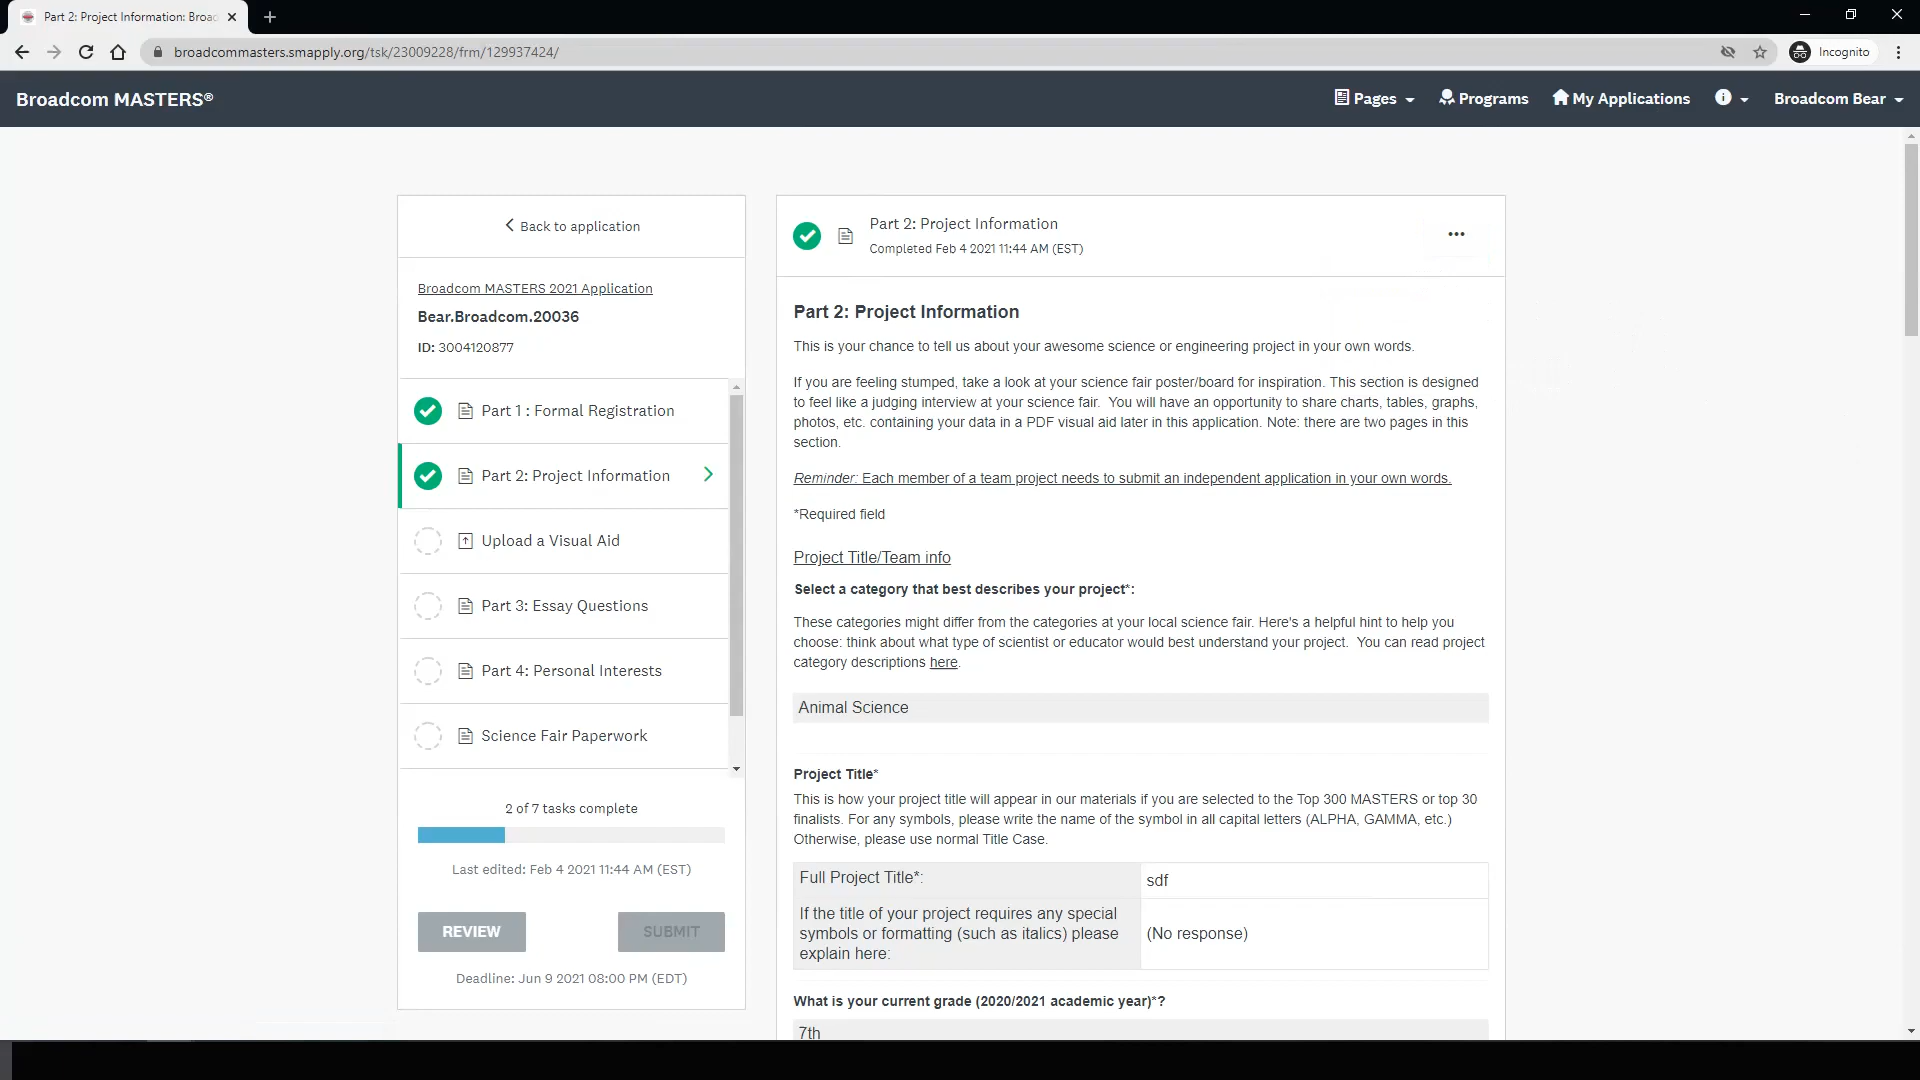 Part 2: Project Information: Broad
broadcommasters.smapply.org/tsk/23009228/frm/129937424/
Incognito
Broadcom MASTERS®
Pages
Programs
My Applications
Broadcom Bear
Back to application
Broadcom MASTERS 2021 Application
Bear.Broadcom.20036
ID: 3004120877
Part 1 : Formal Registration
Part 2: Project Information
Upload a Visual Aid
Part 3: Essay Questions
Part 4: Personal Interests
Science Fair Paperwork
2 of 7 tasks complete
Last edited: Feb 4 2021 11:44 AM (EST)
REVIEW
SUBMIT
Deadline: Jun 9 2021 08:00 PM (EDT)
Part 2: Project Information
Completed Feb 4 2021 11:44 AM (EST)
Part 2: Project Information
This is your chance to tell us about your awesome science or engineering project in your own words.
If you are feeling stumped, take a look at your science fair poster/board for inspiration. This section is designed
to feel like a judging interview at your science fair.  You will have an opportunity to share charts, tables, graphs,
photos, etc. containing your data in a PDF visual aid later in this application. Note: there are two pages in this
section.
Reminder: Each member of a team project needs to submit an independent application in your own words.
*Required field
Project Title/Team info
Select a category that best describes your project*:
These categories might differ from the categories at your local science fair. Here's a helpful hint to help you
choose: think about what type of scientist or educator would best understand your project.  You can read project
category descriptions here.
Animal Science
Project Title*
This is how your project title will appear in our materials if you are selected to the Top 300 MASTERS or top 30
finalists. For any symbols, please write the name of the symbol in all capital letters (ALPHA, GAMMA, etc.)
Otherwise, please use normal Title Case.
Full Project Title*:
sdf
If the title of your project requires any special
symbols or formatting (such as italics) please
explain here:
(No response)
What is your current grade (2020/2021 academic year)*?
7th